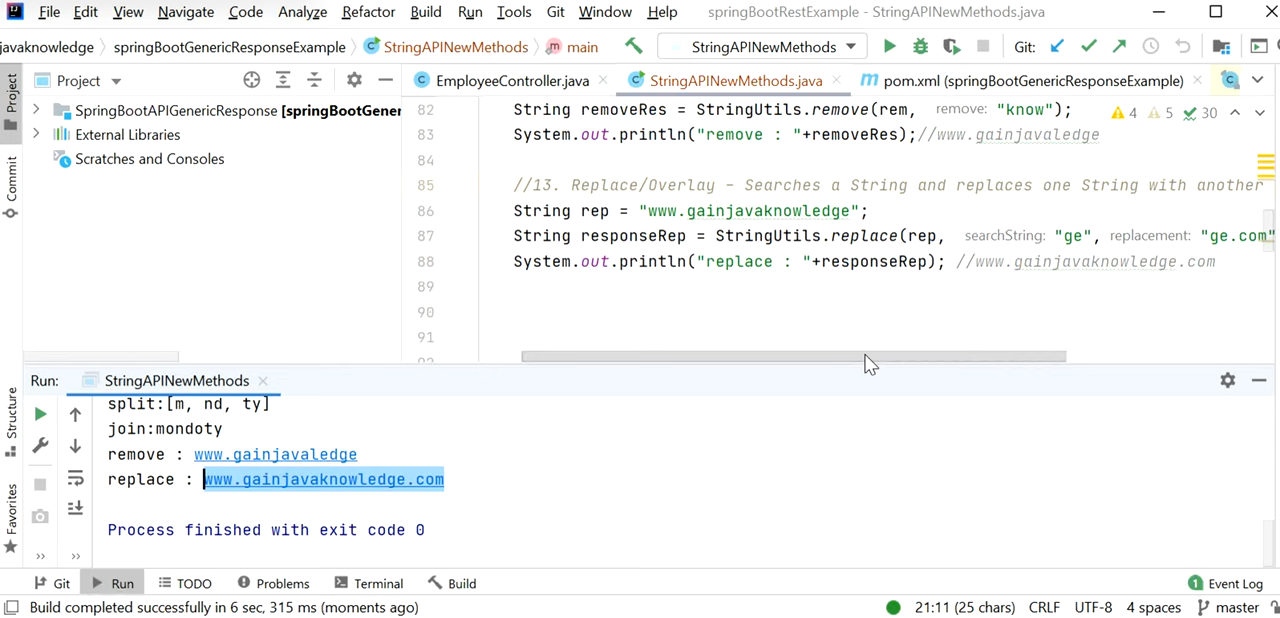 File Edit View Navigate Code Analyze Refactor Build Run Tools Git Window Help springBootRestExample - StringAPINewMethods.java
javaknowledge springBootGenericResponseExample StringAPINewMethods main StringAPINewMethods Git:
Project EmployeeController.java StringAPINewMethods.java pom.xml (springBootGenericResponseExample)
Project
Commit
Structure
Favorites
SpringBootAPIGenericResponse [springBootGener
External Libraries
Scratches and Consoles
4 5 30
82 String removeRes = StringUtils.remove(rem, remove: "know");
83 System.out.println("remove : "+removeRes);//www.gainjavaledge
84
85 //13. Replace/Overlay - Searches a String and replaces one String with another
86 String rep = "www.gainjavaknowledge";
87 String responseRep = StringUtils.replace(rep, searchString: "ge", replacement: "ge.com"
88 System.out.println("replace : "+responseRep); //www.gainjavaknowledge.com
89
90
91
92
Run: StringAPINewMethods
split:[m, nd, ty]
join:mondoty
remove : www.gainjavaledge
replace : www.gainjavaknowledge.com
Process finished with exit code 0
Git Run TODO Problems Terminal Build 1 Event Log
Build completed successfully in 6 sec, 315 ms (moments ago) 21:11 (25 chars) CRLF UTF-8 4 spaces master